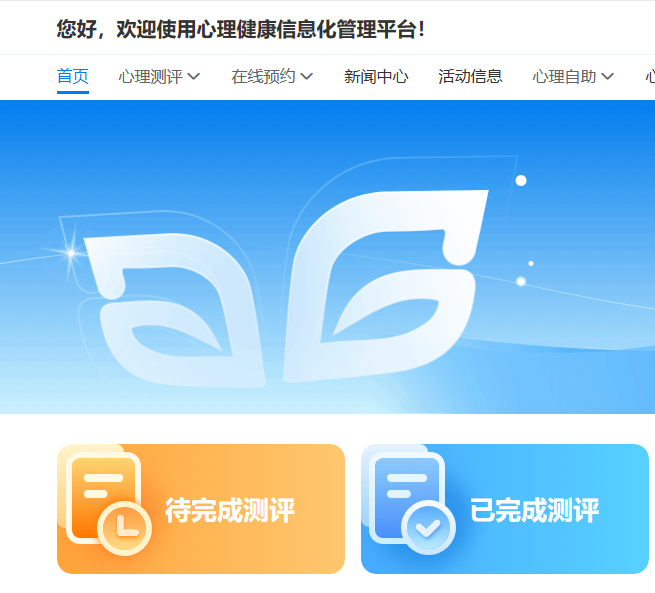 您好，欢迎使用心理健康信息化管理平台！
首页 心理测评 在线预约 新闻中心 活动信息 心理自助
待完成测评 已完成测评